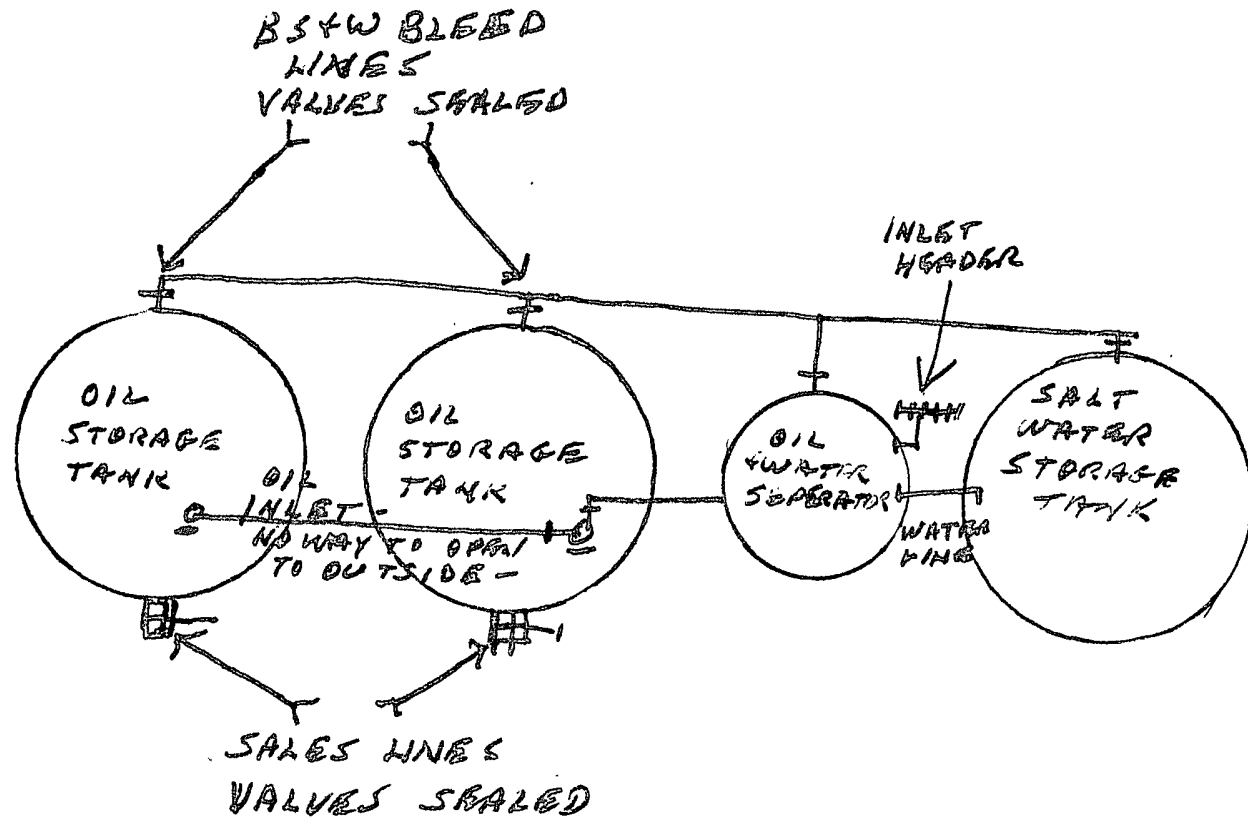 BS+W BLEED
LINES
VALVES SEALED
INLET
HEADER
OIL
STORAGE
TANK
OIL
STORAGE
TANK
OIL
+WATER
SEPERATOR
SALT
WATER
STORAGE
TANK
OIL
INLET-
NO WAY TO OPEN
TO OUTSIDE-
WATER
LINE
SALES LINES
VALVES SEALED